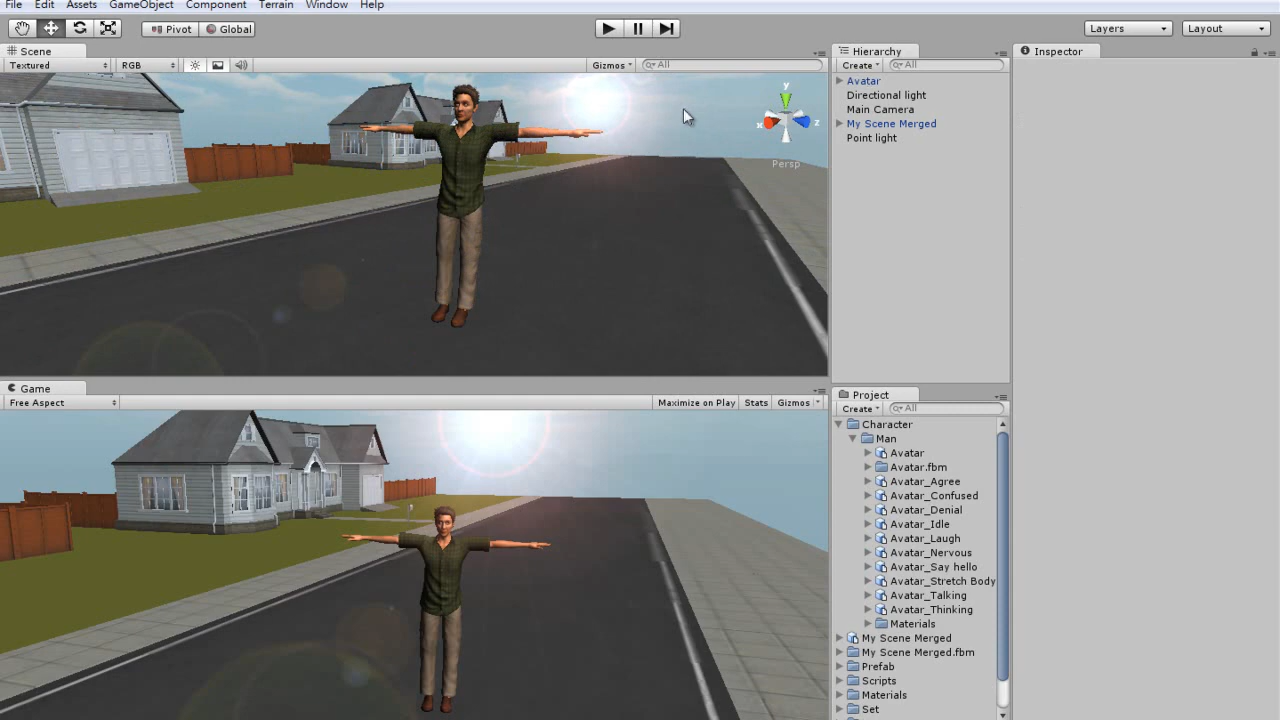 File Edit Assets GameObject Component Terrain Window Help
Pivot Global Layers Layout
Scene
Textured RGB Gizmos All
y
x z
Persp
Hierarchy
Create All
Avatar
Directional light
Main Camera
My Scene Merged
Point light
Inspector
Game
Free Aspect Maximize on Play Stats Gizmos
Project
Create All
Character
Man
Avatar
Avatar.fbm
Avatar_Agree
Avatar_Confused
Avatar_Denial
Avatar_Idle
Avatar_Laugh
Avatar_Nervous
Avatar_Say hello
Avatar_Stretch Body
Avatar_Talking
Avatar_Thinking
Materials
My Scene Merged
My Scene Merged.fbm
Prefab
Scripts
Materials
Set